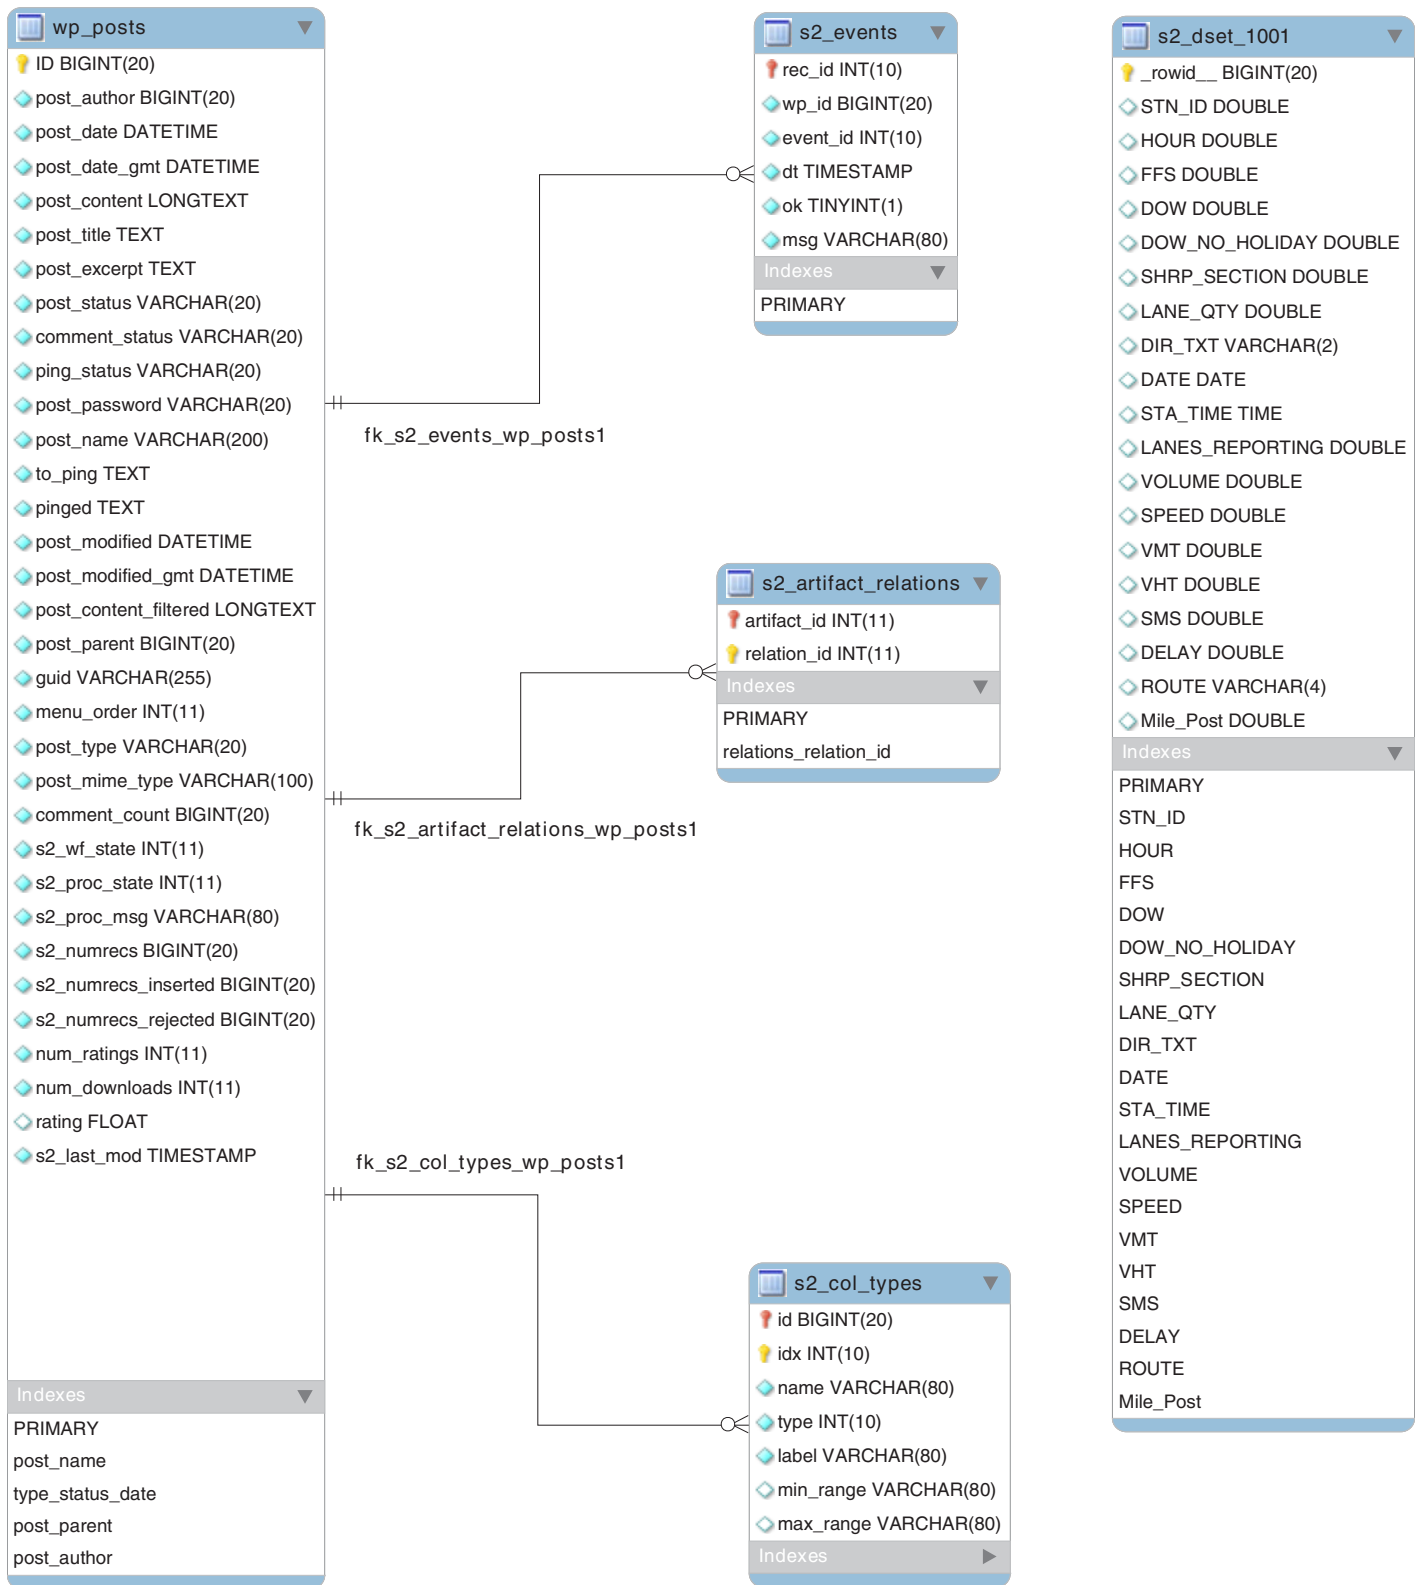 wp_posts
ID BIGINT(20)
post_author BIGINT(20)
post_date DATETIME
post_date_gmt DATETIME
post_content LONGTEXT
post_title TEXT
post_excerpt TEXT
post_status VARCHAR(20)
comment_status VARCHAR(20)
ping_status VARCHAR(20)
post_password VARCHAR(20)
post_name VARCHAR(200)
to_ping TEXT
pinged TEXT
post_modified DATETIME
post_modified_gmt DATETIME
post_content_filtered LONGTEXT
post_parent BIGINT(20)
guid VARCHAR(255)
menu_order INT(11)
post_type VARCHAR(20)
post_mime_type VARCHAR(100)
comment_count BIGINT(20)
s2_wf_state INT(11)
s2_proc_state INT(11)
s2_proc_msg VARCHAR(80)
s2_numrecs BIGINT(20)
s2_numrecs_inserted BIGINT(20)
s2_numrecs_rejected BIGINT(20)
num_ratings INT(11)
num_downloads INT(11)
rating FLOAT
s2_last_mod TIMESTAMP
Indexes
PRIMARY
post_name
type_status_date
post_parent
post_author
fk_s2_events_wp_posts1
fk_s2_artifact_relations_wp_posts1
fk_s2_col_types_wp_posts1
s2_events
rec_id INT(10)
wp_id BIGINT(20)
event_id INT(10)
dt TIMESTAMP
ok TINYINT(1)
msg VARCHAR(80)
Indexes
PRIMARY
s2_artifact_relations
artifact_id INT(11)
relation_id INT(11)
Indexes
PRIMARY
relations_relation_id
s2_col_types
id BIGINT(20)
idx INT(10)
name VARCHAR(80)
type INT(10)
label VARCHAR(80)
min_range VARCHAR(80)
max_range VARCHAR(80)
Indexes
s2_dset_1001
_rowid__ BIGINT(20)
STN_ID DOUBLE
HOUR DOUBLE
FFS DOUBLE
DOW DOUBLE
DOW_NO_HOLIDAY DOUBLE
SHRP_SECTION DOUBLE
LANE_QTY DOUBLE
DIR_TXT VARCHAR(2)
DATE DATE
STA_TIME TIME
LANES_REPORTING DOUBLE
VOLUME DOUBLE
SPEED DOUBLE
VMT DOUBLE
VHT DOUBLE
SMS DOUBLE
DELAY DOUBLE
ROUTE VARCHAR(4)
Mile_Post DOUBLE
Indexes
PRIMARY
STN_ID
HOUR
FFS
DOW
DOW_NO_HOLIDAY
SHRP_SECTION
LANE_QTY
DIR_TXT
DATE
STA_TIME
LANES_REPORTING
VOLUME
SPEED
VMT
VHT
SMS
DELAY
ROUTE
Mile_Post